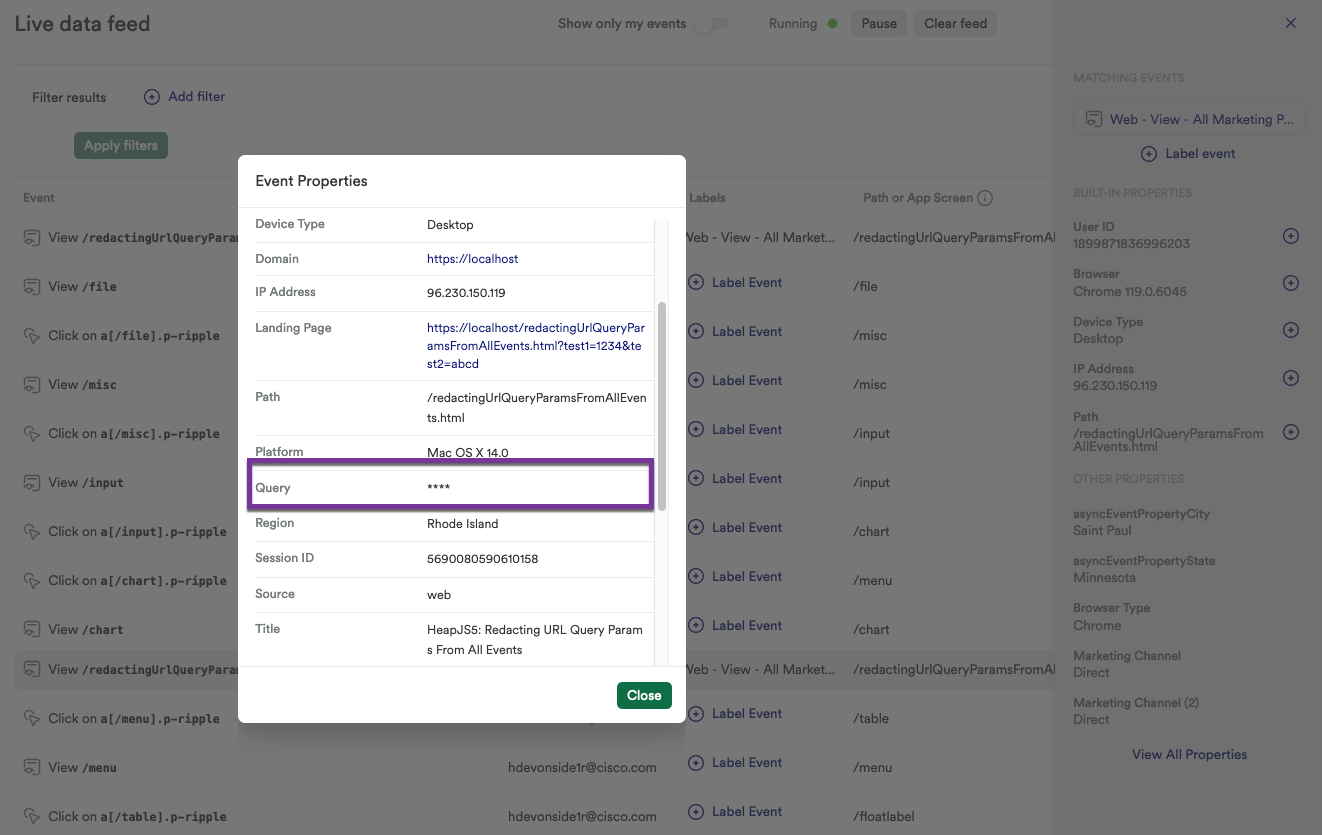 Live data feed
Show only my events
Running
Pause
Clear feed
Filter results
Add filter
Apply filters
Event
Labels
Path or App Screen
View /redactingUrlQueryParam
Web - View - All Market...
/redactingUrlQueryParamsFromAl
View /file
Label Event
/file
Click on a[/file].p-ripple
Label Event
/misc
View /misc
Label Event
/misc
Click on a[/misc].p-ripple
Label Event
/input
View /input
Label Event
/input
Click on a[/input].p-ripple
Label Event
/chart
Click on a[/chart].p-ripple
Label Event
/menu
View /chart
Label Event
/chart
View /redactingUrlQueryParam
Web - View - All Market...
/redactingUrlQueryParamsFromAl
Click on a[/menu].p-ripple
Label Event
/table
View /menu
hdevonside1r@cisco.com
Label Event
/menu
Click on a[/table].p-ripple
hdevonside1r@cisco.com
Label Event
/floatlabel
Event Properties
Device Type
Desktop
Domain
https://localhost
IP Address
96.230.150.119
Landing Page
https://localhost/redactingUrlQueryPar
amsFromAllEvents.html?test1=1234&te
st2=abcd
Path
/redactingUrlQueryParamsFromAllEven
ts.html
Platform
Mac OS X 14.0
Query
****
Region
Rhode Island
Session ID
5690080590610158
Source
web
Title
HeapJS5: Redacting URL Query Param
s From All Events
Close
MATCHING EVENTS
Web - View - All Marketing P...
Label event
BUILT-IN PROPERTIES
User ID
1899871836996203
Browser
Chrome 119.0.6045
Device Type
Desktop
IP Address
96.230.150.119
Path
/redactingUrlQueryParamsFrom
AllEvents.html
OTHER PROPERTIES
asyncEventPropertyCity
Saint Paul
asyncEventPropertyState
Minnesota
Browser Type
Chrome
Marketing Channel
Direct
Marketing Channel (2)
Direct
View All Properties